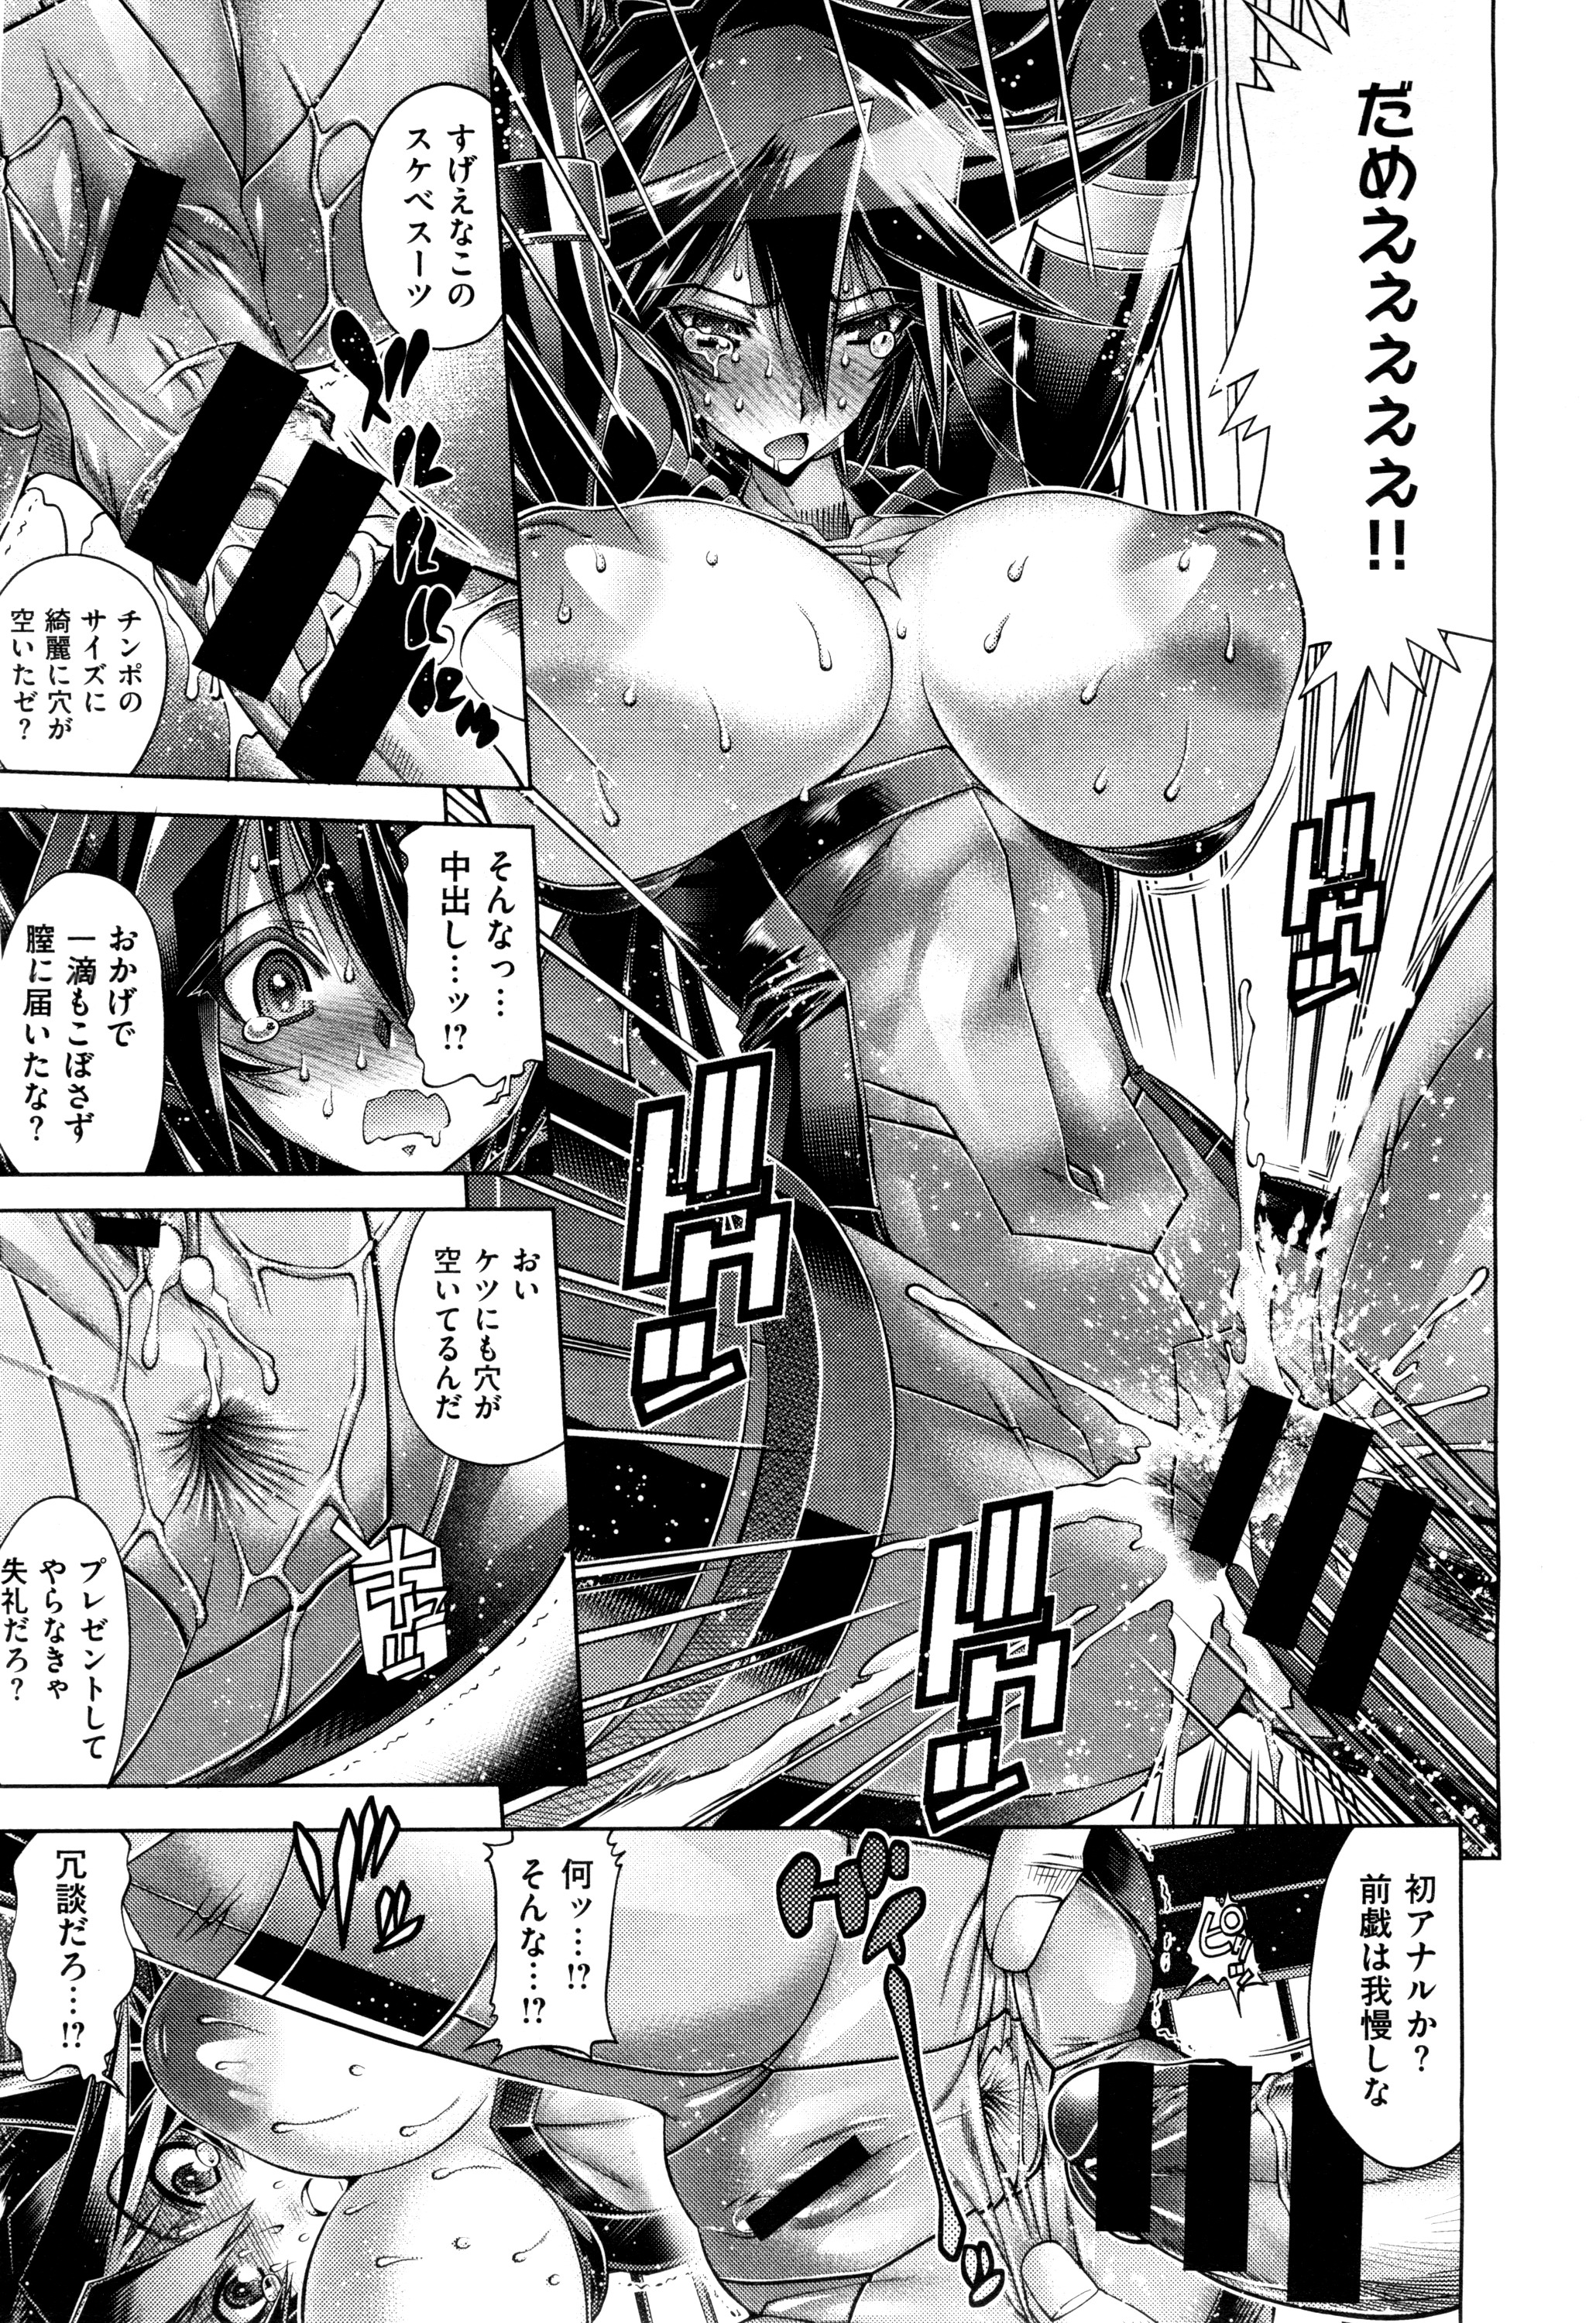 だめええええええぇ!!
すげえなこの
スケベスーツ
チンポの
サイズに
綺麗に穴が
空いたゼ?
そんなっ…
中出し…ッ!?
おかげで
一滴もこぼさず
膣に届いたな?
おい
ケツにも穴が
空いてるんだ
プレゼントして
やらなきゃ
失礼だろ?
初アナルか?
前戯は我慢しな
何ッ…!?
そんな…!?
冗談だろ…!?